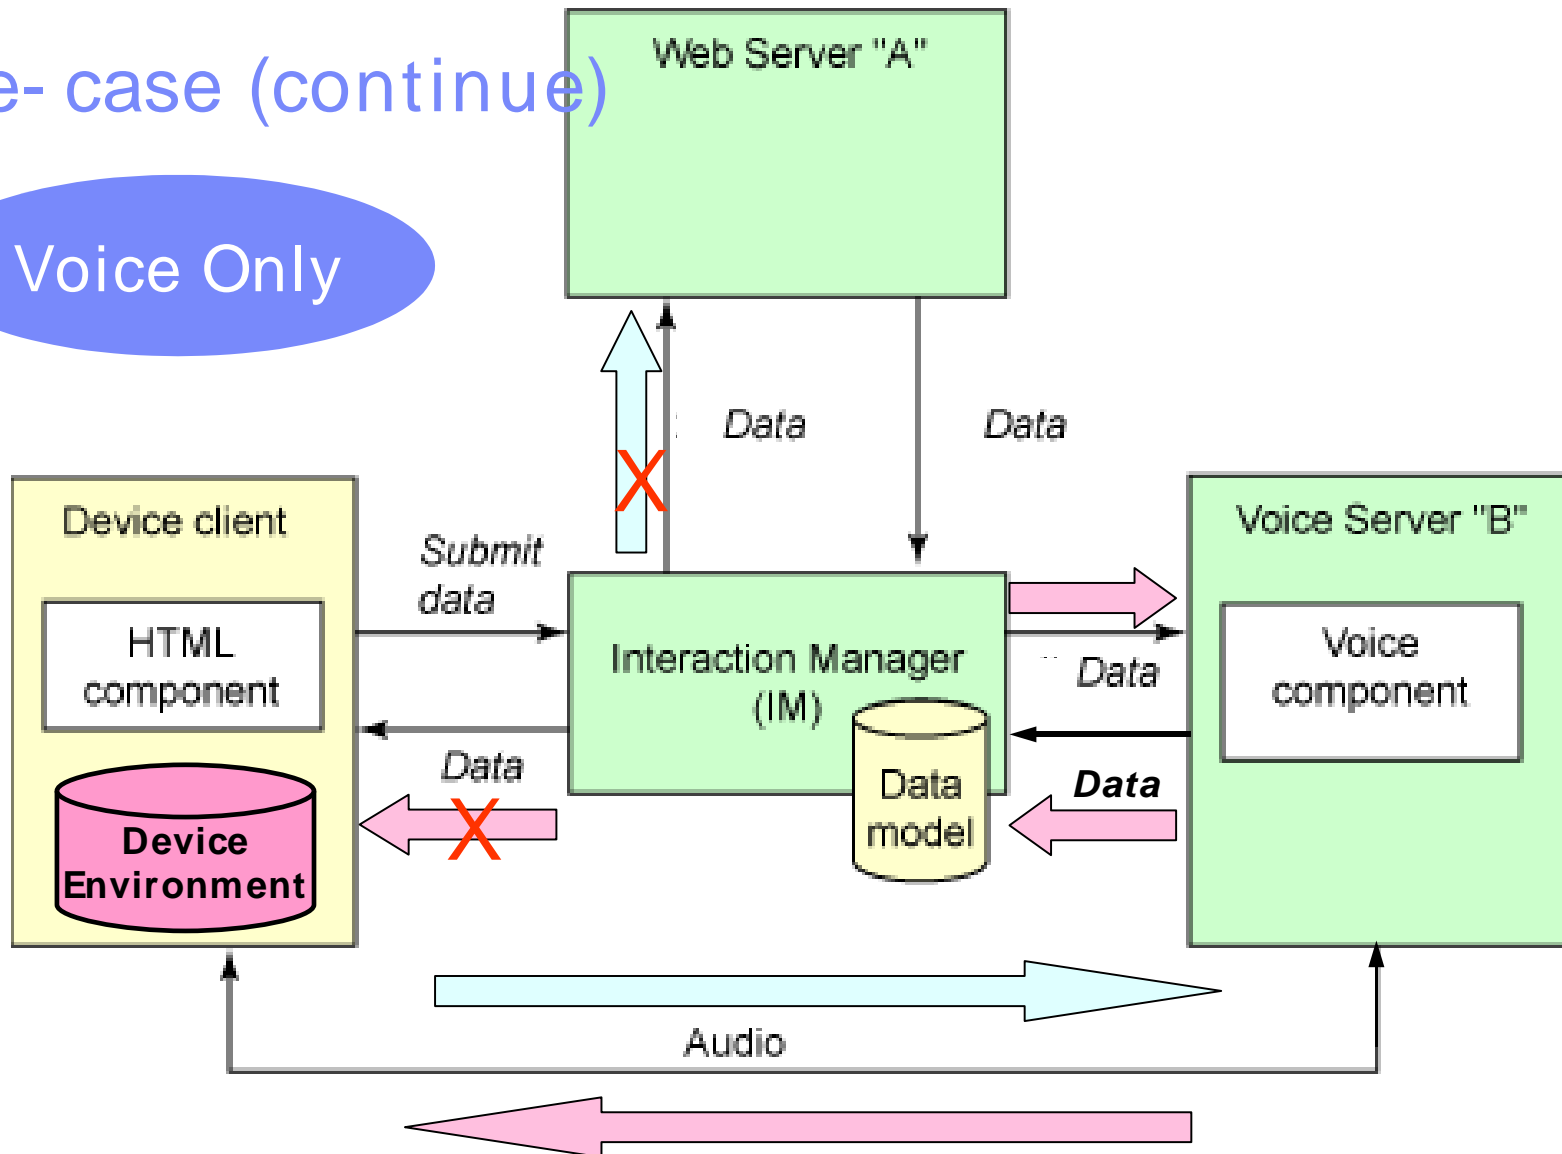 Web Server "A"
e- case (continue)
Voice Only
Data
Data
Device client
Voice Server "B"
Submit
data
HTML
component
Interaction Manager
(IM)
Voice
component
Data
Data
Data
Data
model
X
X
Device
Environment
Audio